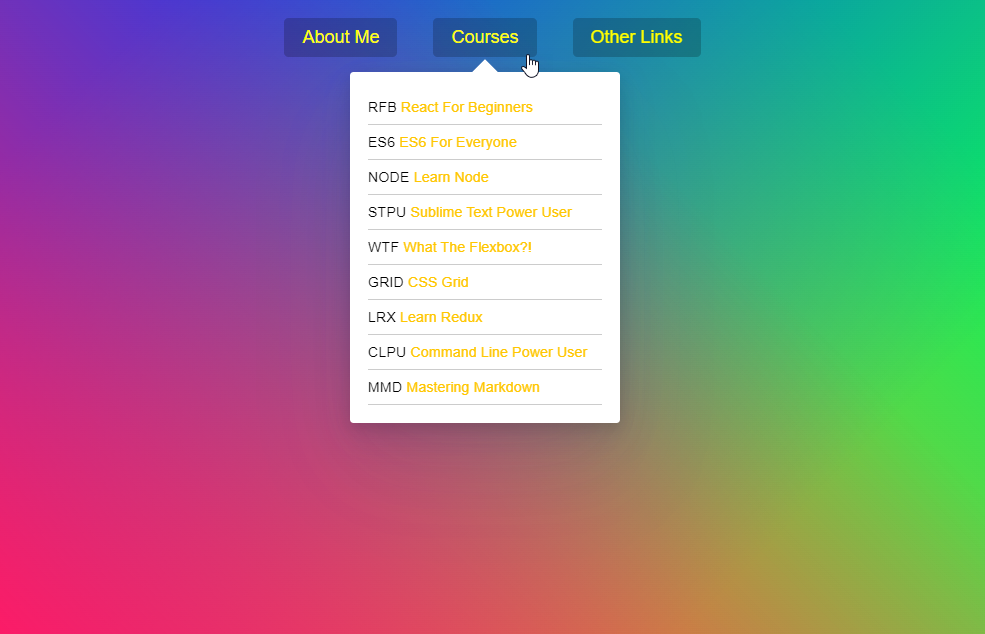 About Me Courses Other Links
RFB React For Beginners
ES6 ES6 For Everyone
NODE Learn Node
STPU Sublime Text Power User
WTF What The Flexbox?!
GRID CSS Grid
LRX Learn Redux
CLPU Command Line Power User
MMD Mastering Markdown